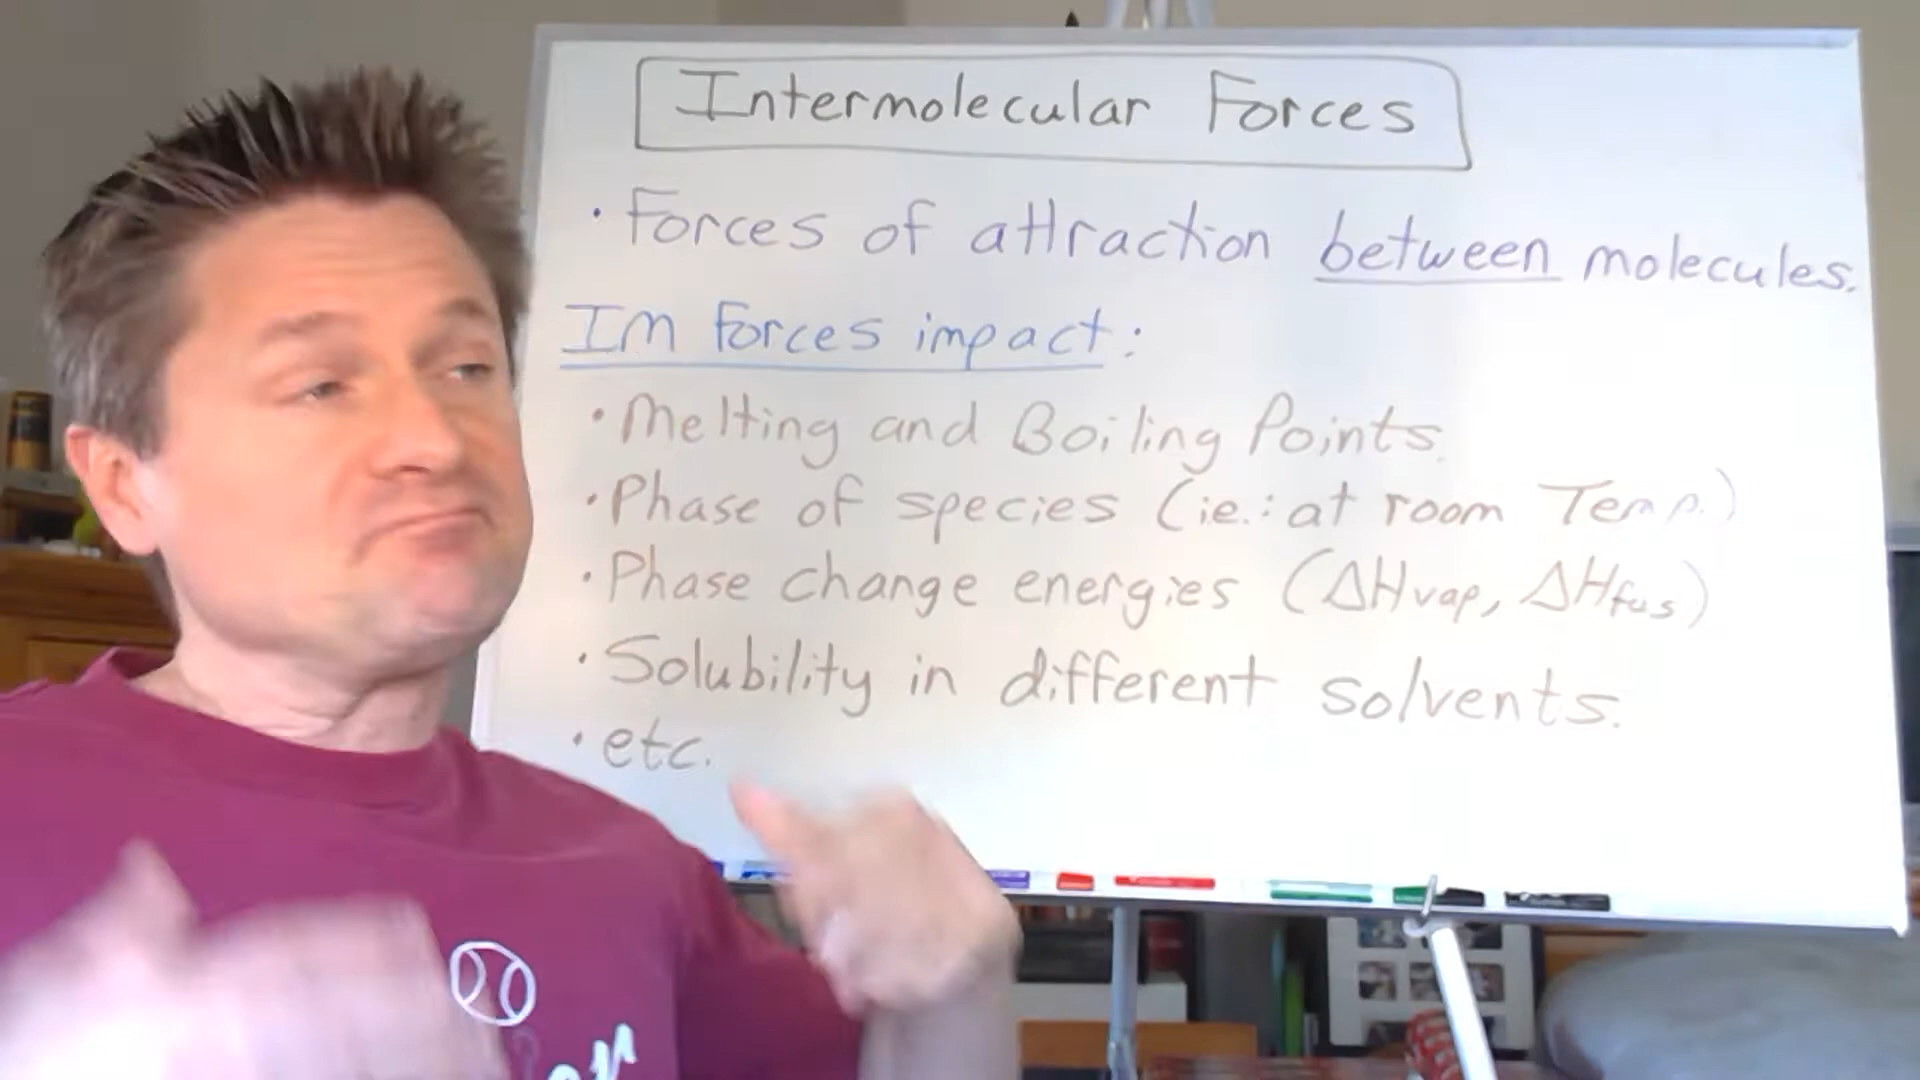 Intermolecular Forces
• Forces of attraction between molecules.
IM Forces impact:
• Melting and Boiling Points.
• Phase of species (ie.: at room Temp.)
• Phase change energies (ΔHvap, ΔHfus)
• Solubility in different solvents.
• etc.